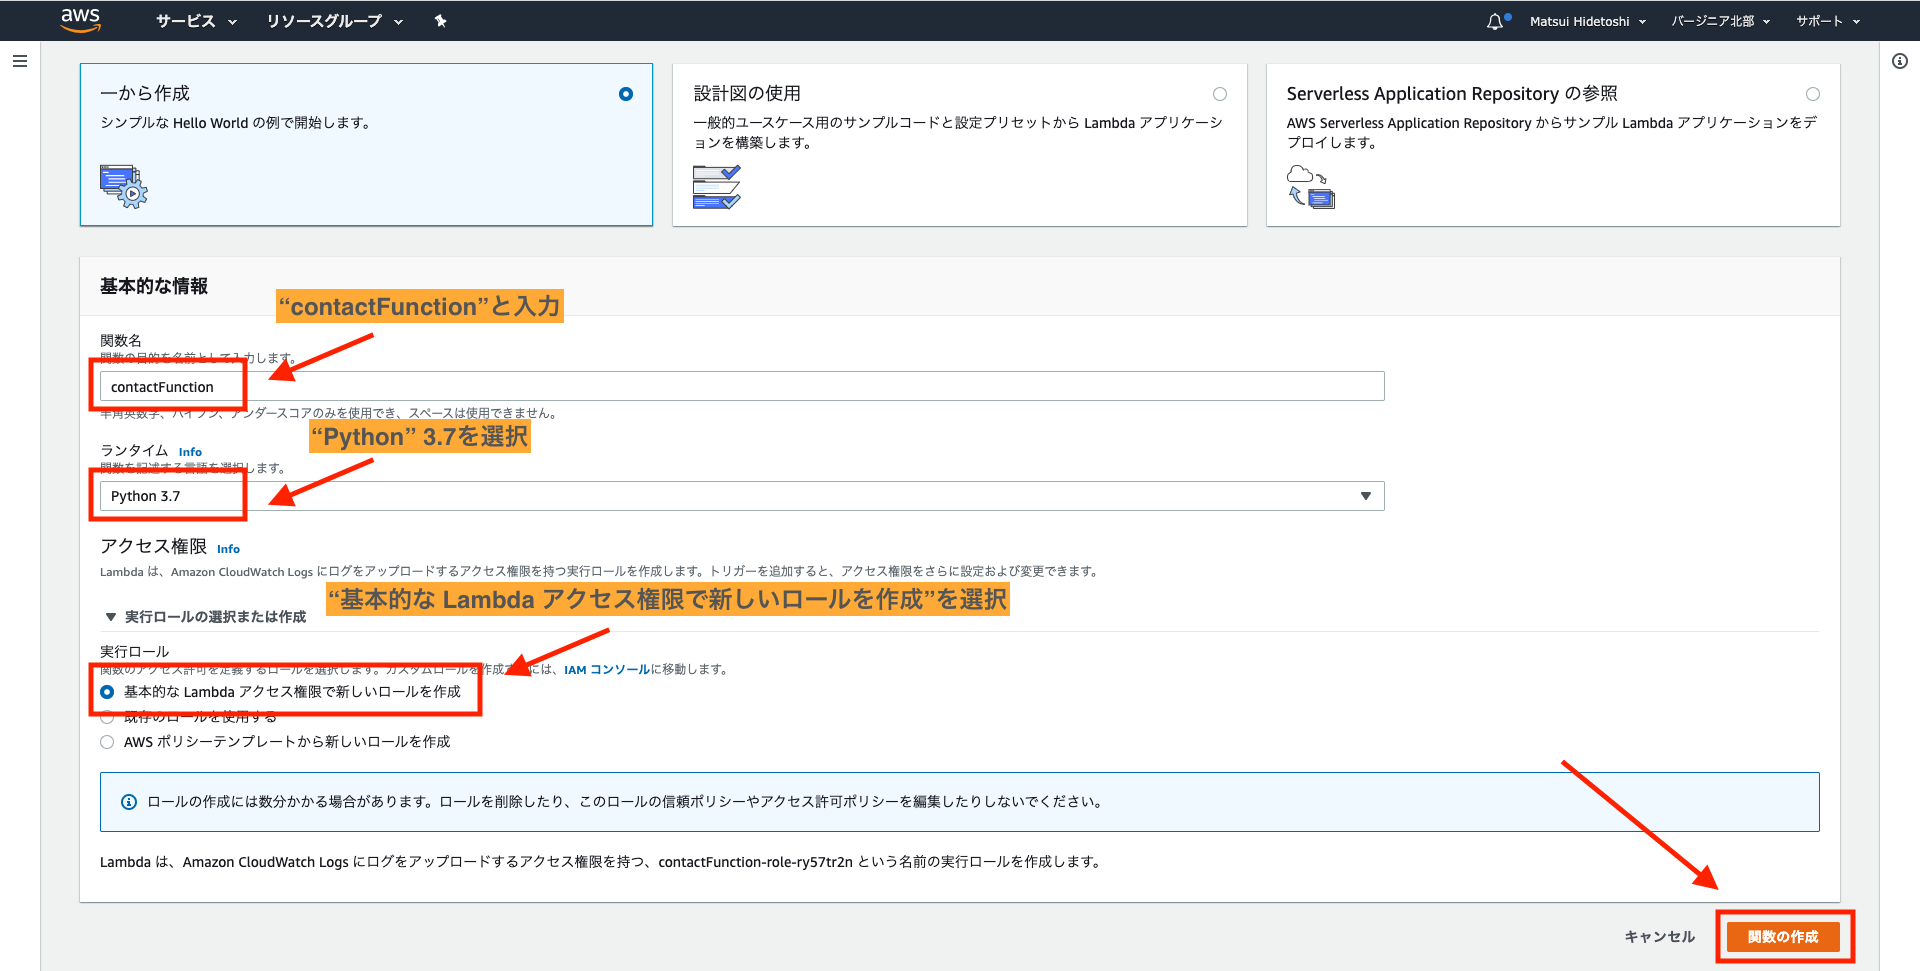 aws
サービス
リソースグループ
Matsui Hidetoshi
バージニア北部
サポート
一から作成
シンプルな Hello World の例で開始します。
設計図の使用
一般的ユースケース用のサンプルコードと設定プリセットから Lambda アプリケーシ
ョンを構築します。
Serverless Application Repository の参照
AWS Serverless Application Repository からサンプル Lambda アプリケーションをデ
プロイします。
基本的な情報
“contactFunction”と入力
関数名
関数の目的を名前として入力します。
contactFunction
半角英数字、ハイフン、アンダースコアのみを使用でき、スペースは使用できません。
“Python” 3.7を選択
ランタイム Info
関数を記述する言語を選択します。
Python 3.7
アクセス権限 Info
Lambda は、Amazon CloudWatch Logs にログをアップロードするアクセス権限を持つ実行ロールを作成します。トリガーを追加すると、アクセス権限をさらに設定および変更できます。
“基本的な Lambda アクセス権限で新しいロールを作成”を選択
▼ 実行ロールの選択または作成
実行ロール
関数のアクセス許可を定義するロールを選択します。カスタムロールを作成するには、IAM コンソールに移動します。
基本的な Lambda アクセス権限で新しいロールを作成
既存のロールを使用する
AWS ポリシーテンプレートから新しいロールを作成
ロールの作成には数分かかる場合があります。ロールを削除したり、このロールの信頼ポリシーやアクセス許可ポリシーを編集したりしないでください。
Lambda は、Amazon CloudWatch Logs にログをアップロードするアクセス権限を持つ、contactFunction-role-ry57tr2n という名前の実行ロールを作成します。
キャンセル
関数の作成